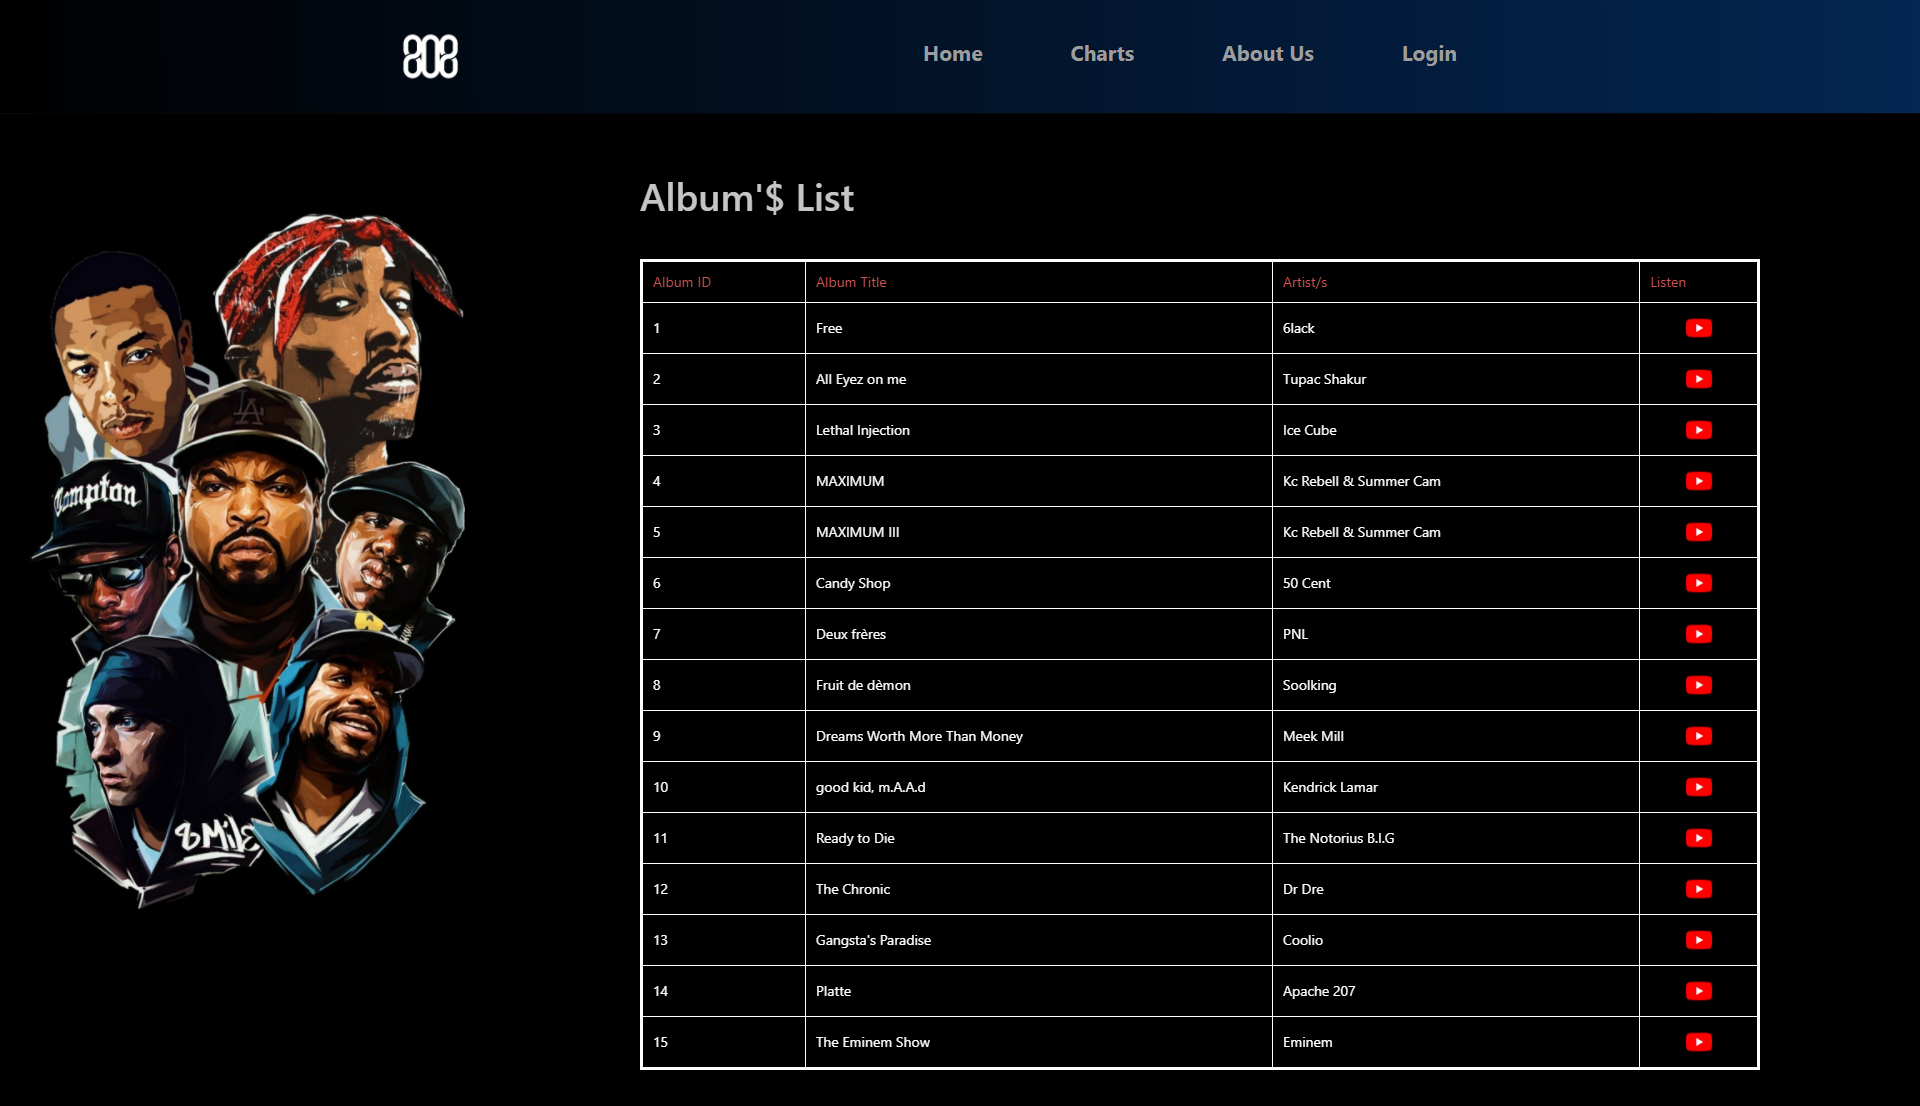 808
Home Charts About Us Login
Album'$ List
Album ID Album Title Artist/s Listen
1 Free 6lack
2 All Eyez on me Tupac Shakur
3 Lethal Injection Ice Cube
4 MAXIMUM Kc Rebell & Summer Cam
5 MAXIMUM III Kc Rebell & Summer Cam
6 Candy Shop 50 Cent
7 Deux frères PNL
8 Fruit de dèmon Soolking
9 Dreams Worth More Than Money Meek Mill
10 good kid, m.A.A.d Kendrick Lamar
11 Ready to Die The Notorius B.I.G
12 The Chronic Dr Dre
13 Gangsta's Paradise Coolio
14 Platte Apache 207
15 The Eminem Show Eminem
LA
Compton
8 Mile